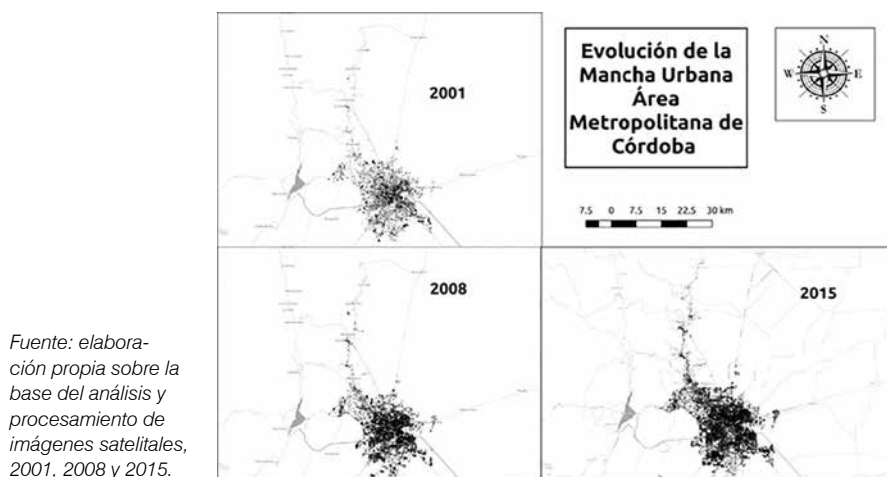 2001
Evolución de la
Mancha Urbana
Área
Metropolitana de
Córdoba
N
W E
S
7.5 0 7.5 15 22.5 30 km
2008
2015
Fuente: elabora-
ción propia sobre la
base del análisis y
procesamiento de
imágenes satelitales,
2001, 2008 y 2015.